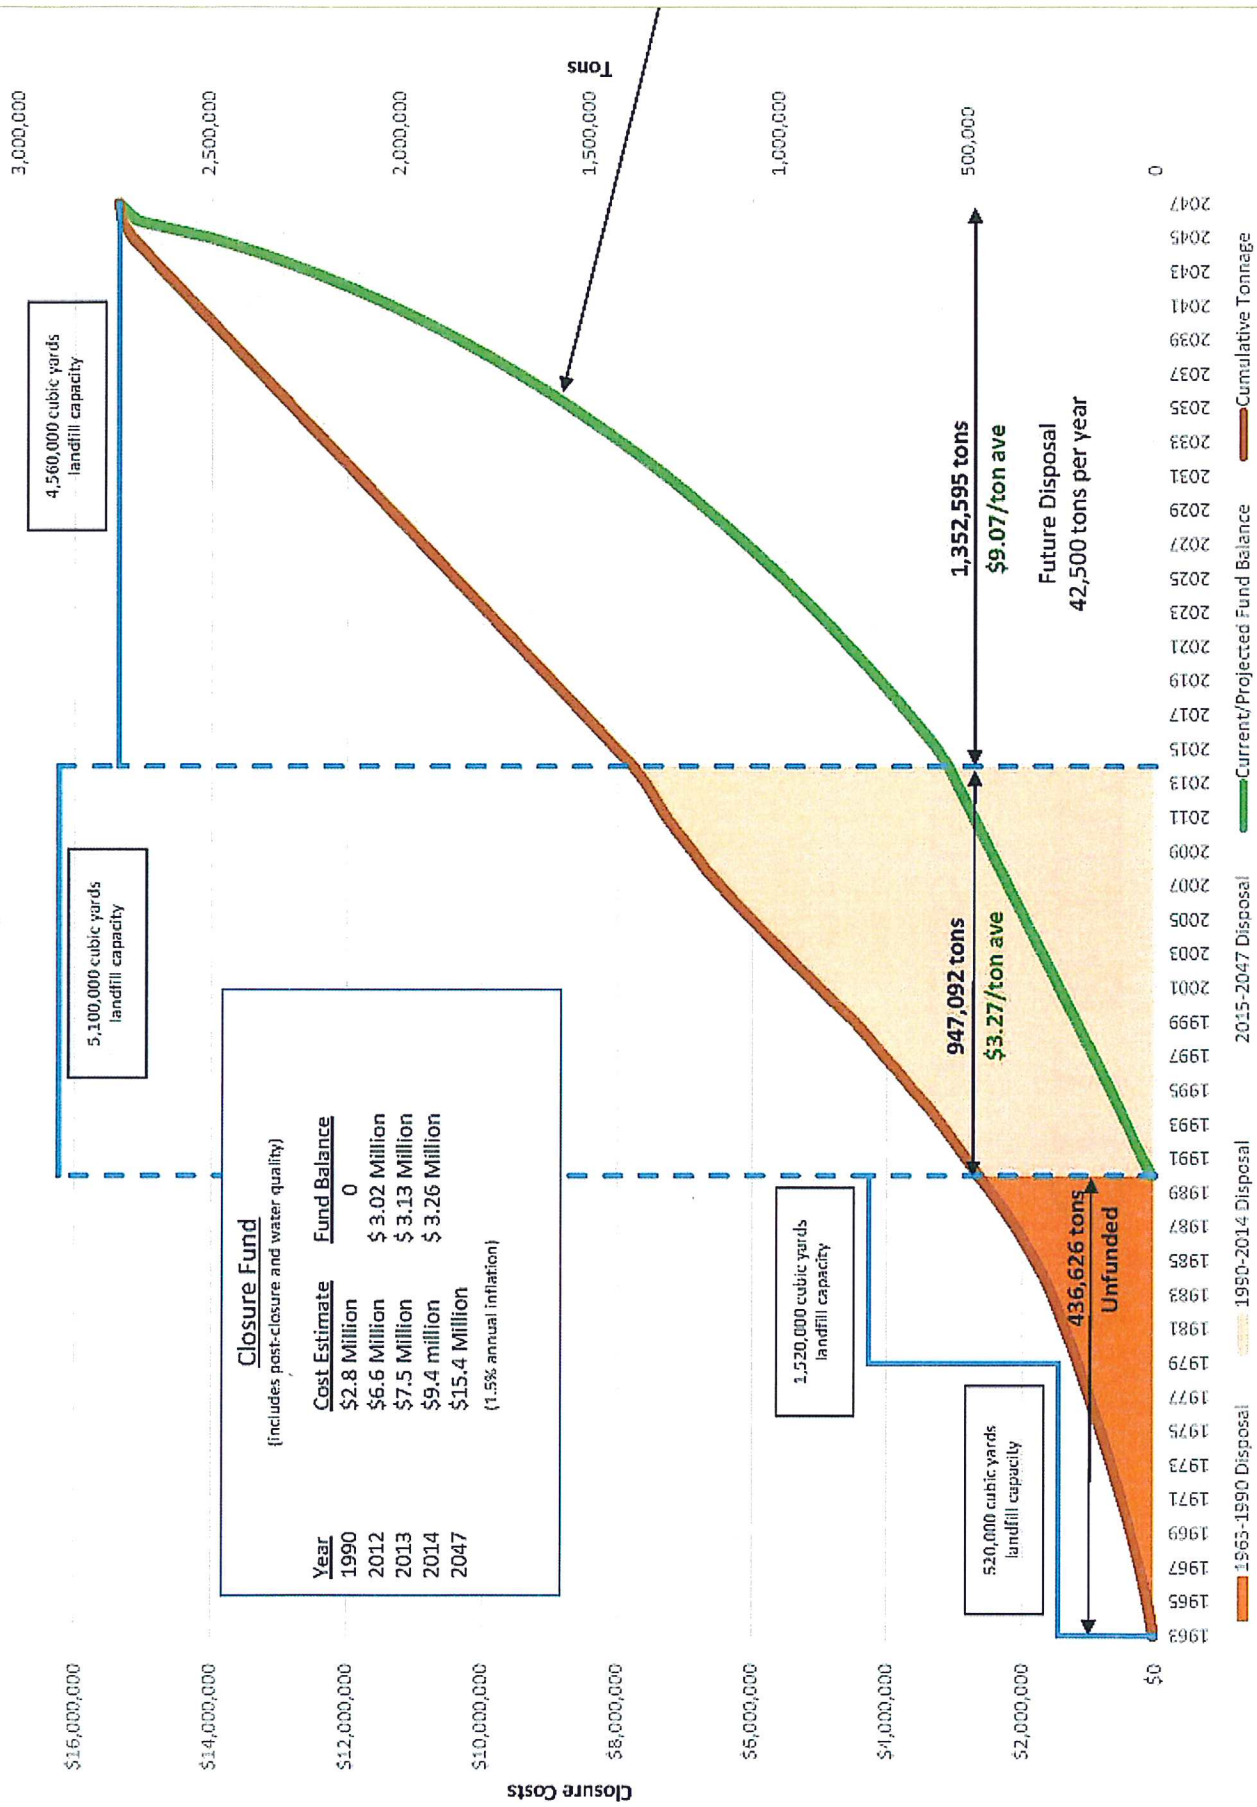 Closure Costs
$16,000,000
$14,000,000
$12,000,000
$10,000,000
$8,000,000
$6,000,000
$4,000,000
$2,000,000
$0
5,100,000 cubic yards
landfill capacity
4,560,000 cubic yards
landfill capacity
Closure Fund
(includes post-closure and water quality)
Year Cost Estimate Fund Balance
1990 $2.8 Million 0
2012 $6.6 Million $ 3.02 Million
2013 $7.5 Million $ 3.13 Million
2014 $9.4 million $ 3.26 Million
2047 $15.4 Million
(1.5% annual inflation)
1,520,000 cubic yards
landfill capacity
520,000 cubic yards
landfill capacity
436,626 tons
Unfunded
947,092 tons
$3.27/ton ave
1,352,595 tons
$9.07/ton ave
Future Disposal
42,500 tons per year
Tons
3,000,000
2,500,000
2,000,000
1,500,000
1,000,000
500,000
0
1963 1965 1967 1969 1971 1973 1975 1977 1979 1981 1983 1985 1987 1989 1991 1993 1995 1997 1999 2001 2003 2005 2007 2009 2011 2013 2015 2017 2019 2021 2023 2025 2027 2029 2031 2033 2035 2037 2039 2041 2043 2045 2047
1963-1990 Disposal 1990-2014 Disposal 2015-2047 Disposal Current/Projected Fund Balance Cumulative Tonnage